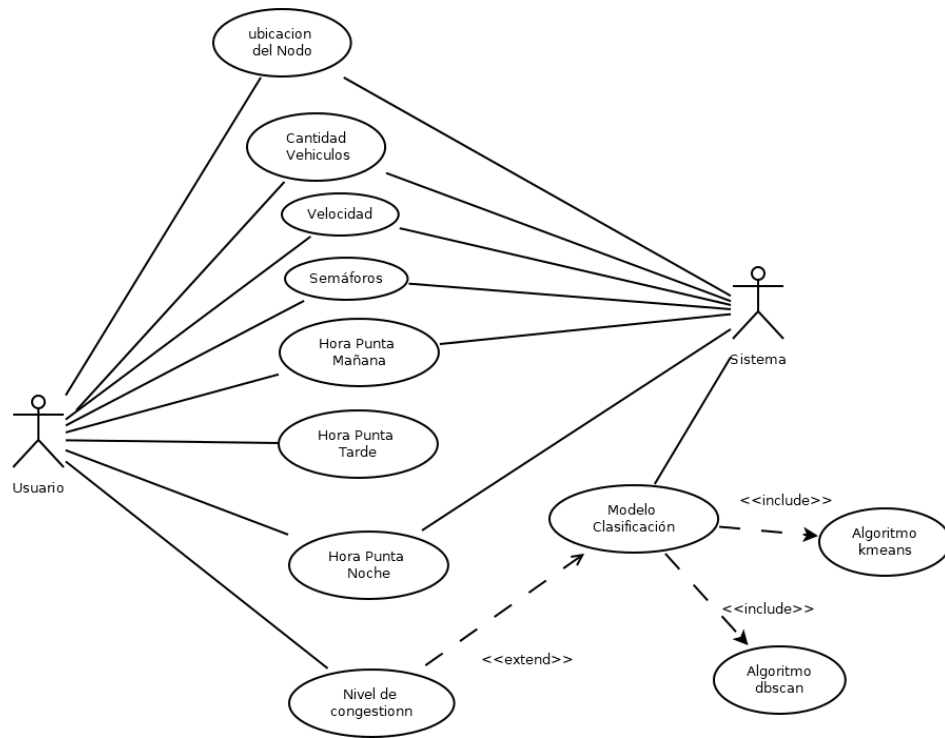 ubicacion
del Nodo
Cantidad
Vehiculos
Velocidad
Semáforos
Hora Punta
Mañana
Sistema
Hora Punta
Tarde
Usuario
Modelo
Clasificación
<<include>>
Algoritmo
kmeans
Hora Punta
Noche
<<include>>
<<extend>>
Algoritmo
dbscan
Nivel de
congestionn